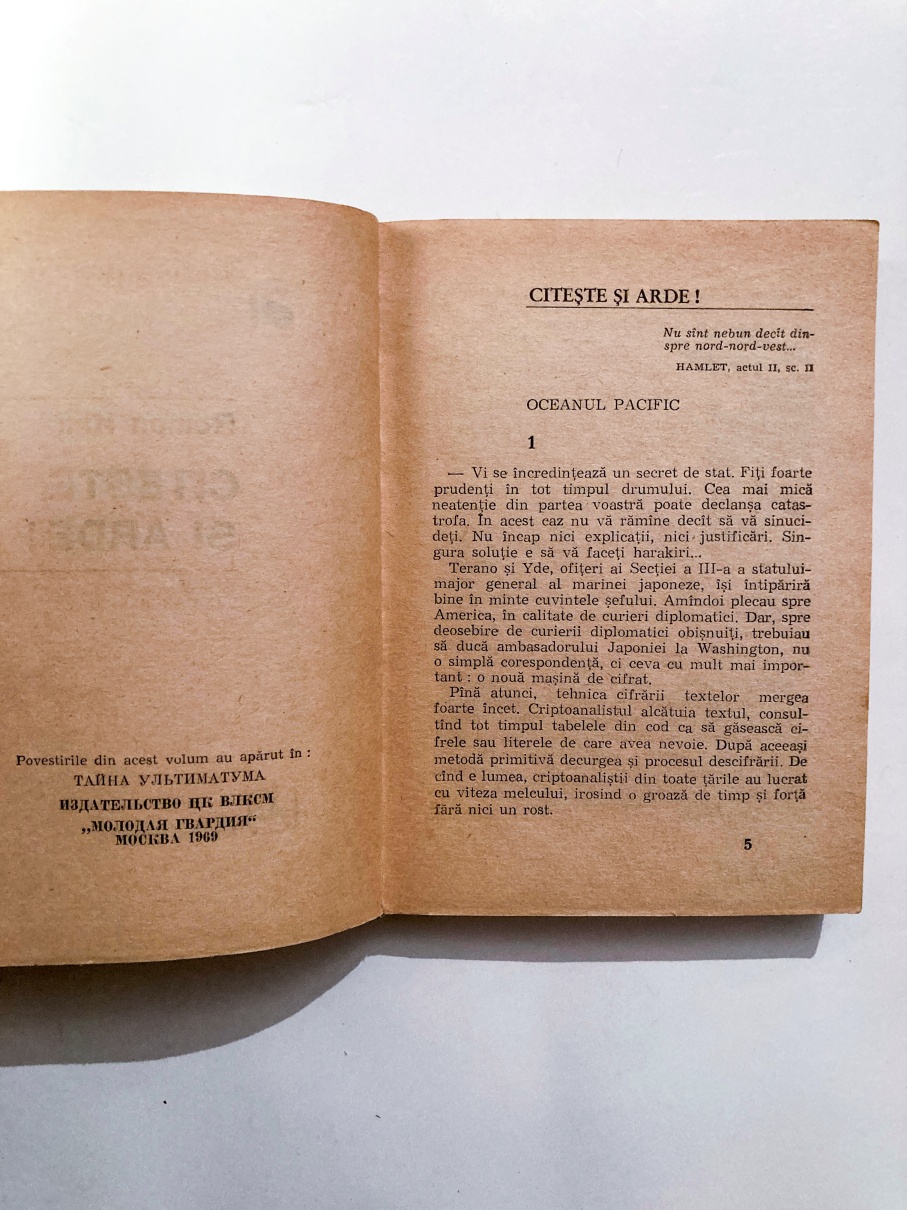 Povestirile din acest volum au apărut în :
ТАЙНА УЛЬТИМАТУМА
ИЗДАТЕЛЬСТВО ЦК ВЛКСМ
„МОЛОДАЯ ГВАРДИЯ“
МОСКВА 1969
CITEŞTE ŞI ARDE !
Nu sînt nebun decît din-
spre nord-nord-vest...
HAMLET, actul II, sc. II
OCEANUL PACIFIC
1
— Vi se încredinţează un secret de stat. Fiţi foarte
prudenţi în tot timpul drumului. Cea mai mică
neatenţie din partea voastră poate declanşa catas-
trofa. În acest caz nu vă rămîne decît să vă sinuci-
deţi. Nu încap nici explicaţii, nici justificări. Sin-
gura soluţie e să vă faceţi harakiri...
Terano şi Yde, ofiţeri ai Secţiei a III-a a statului-
major general al marinei japoneze, îşi întipăriră
bine în minte cuvintele şefului. Amîndoi plecau spre
America, în calitate de curieri diplomatici. Dar, spre
deosebire de curierii diplomatici obişnuiţi, trebuiau
să ducă ambasadorului Japoniei la Washington, nu
o simplă corespondenţă, ci ceva cu mult mai impor-
tant : o nouă maşină de cifrat.
Pînă atunci, tehnica cifrării textelor mergea
foarte încet. Criptoanalistul alcătuia textul, consul-
tînd tot timpul tabelele din cod ca să găsească ci-
frele sau literele de care avea nevoie. După aceeaşi
metodă primitivă decurgea şi procesul descifrării. De
cînd e lumea, criptoanaliştii din toate ţările au lucrat
cu viteza melcului, irosind o groază de timp şi forţă
fără nici un rost.
5